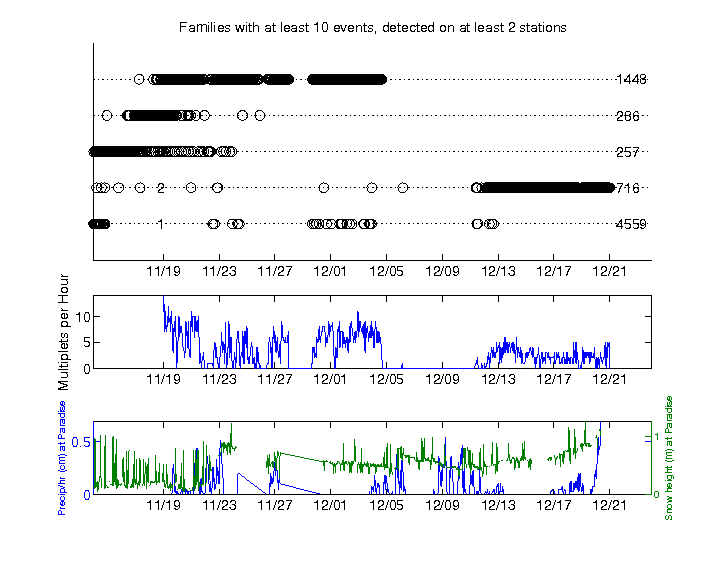 Families with at least 10 events, detected on at least 2 stations
1448
286
257
2 716
1 4559
11/19 11/23 11/27 12/01 12/05 12/09 12/13 12/17 12/21
Multiplets per Hour
10
5
0
11/19 11/23 11/27 12/01 12/05 12/09 12/13 12/17 12/21
Precip/hr (cm) at Paradise
0.5
0
Snow height (m) at Paradise
1
0
11/19 11/23 11/27 12/01 12/05 12/09 12/13 12/17 12/21